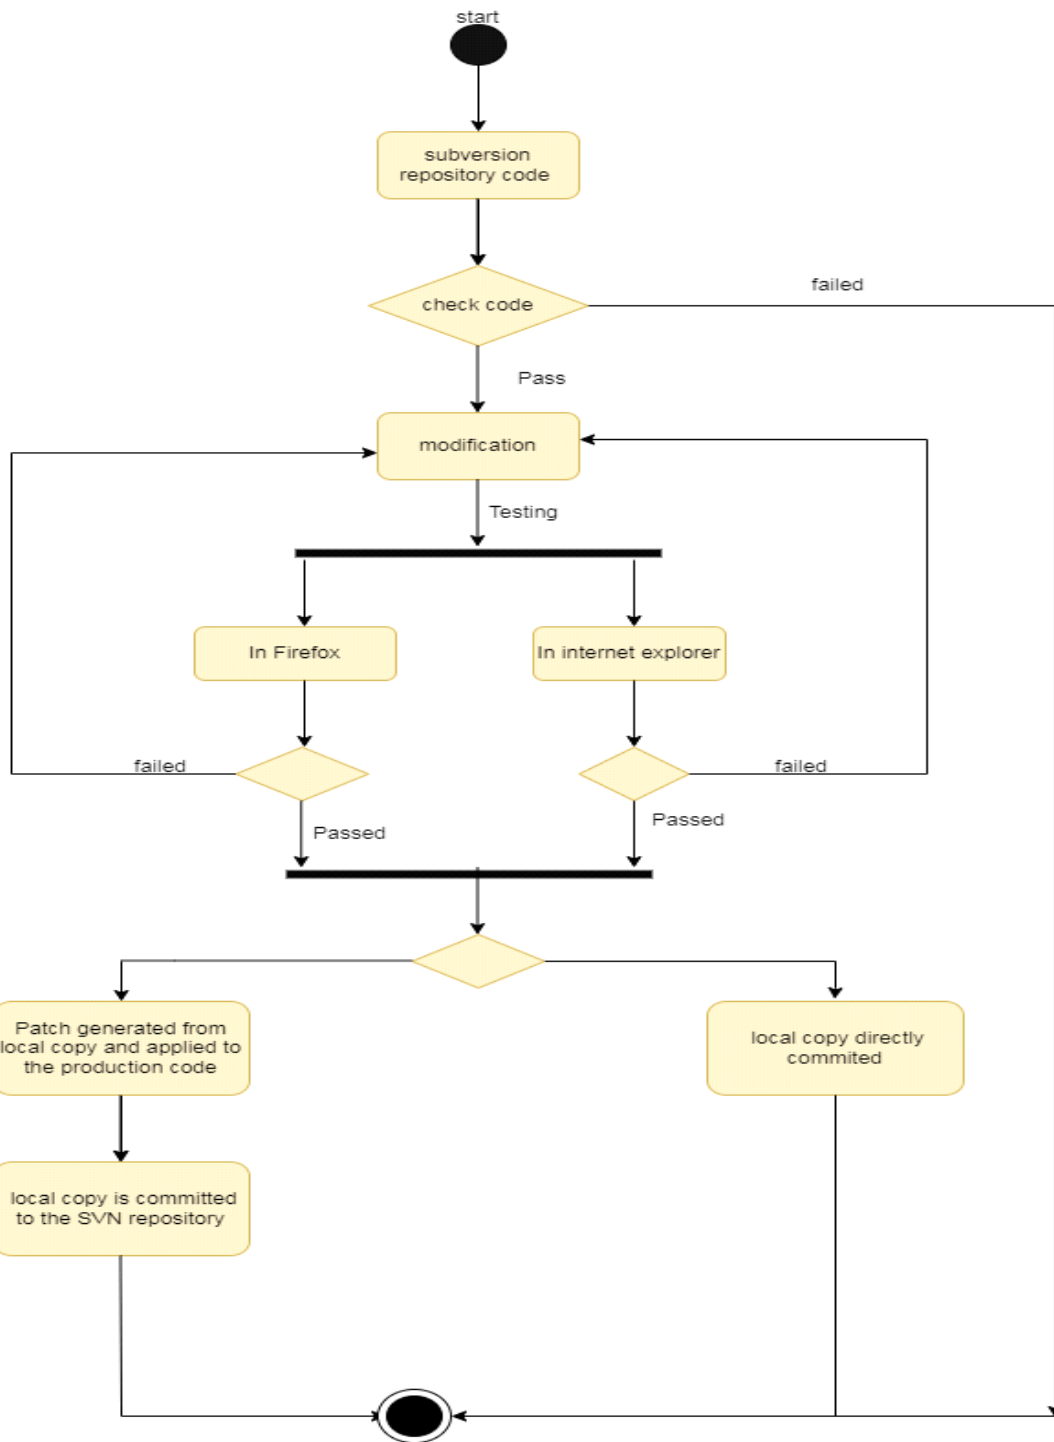 start
subversion
repository code
check code
failed
Pass
modification
Testing
In Firefox
In internet explorer
failed
failed
Passed
Passed
Patch generated from
local copy and applied to
the production code
local copy directly
commited
local copy is committed
to the SVN repository